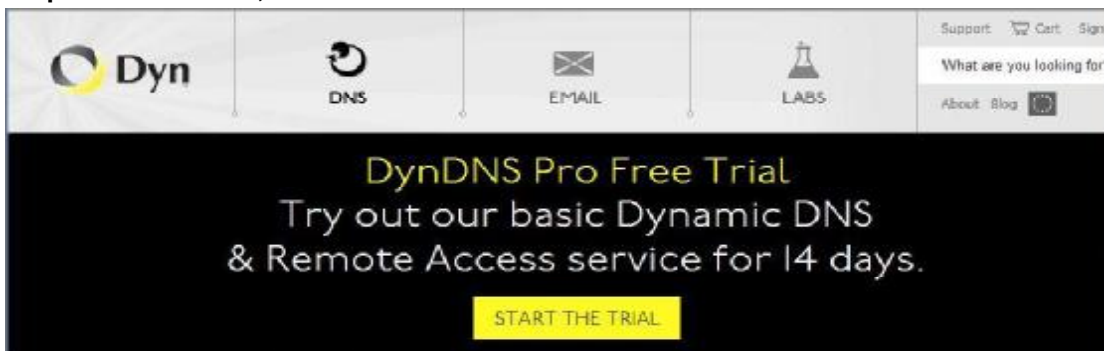 Dyn
DNS
EMAIL
LABS
Support Cart Sign
What are you looking for
About Blog
DynDNS Pro Free Trial
Try out our basic Dynamic DNS
& Remote Access service for 14 days.
START THE TRIAL